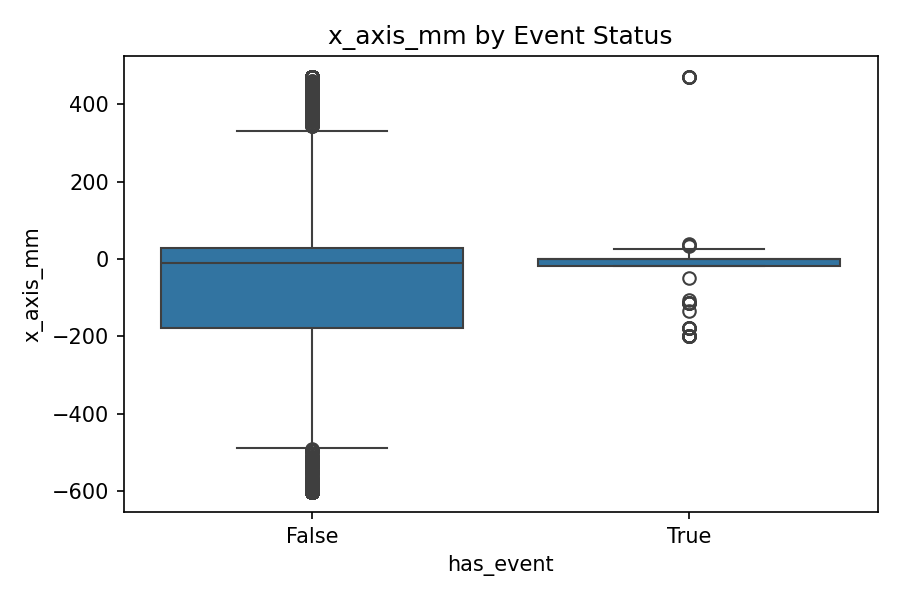 x_axis_mm by Event Status
x_axis_mm
400
200
0
−200
−400
−600
False
True
has_event